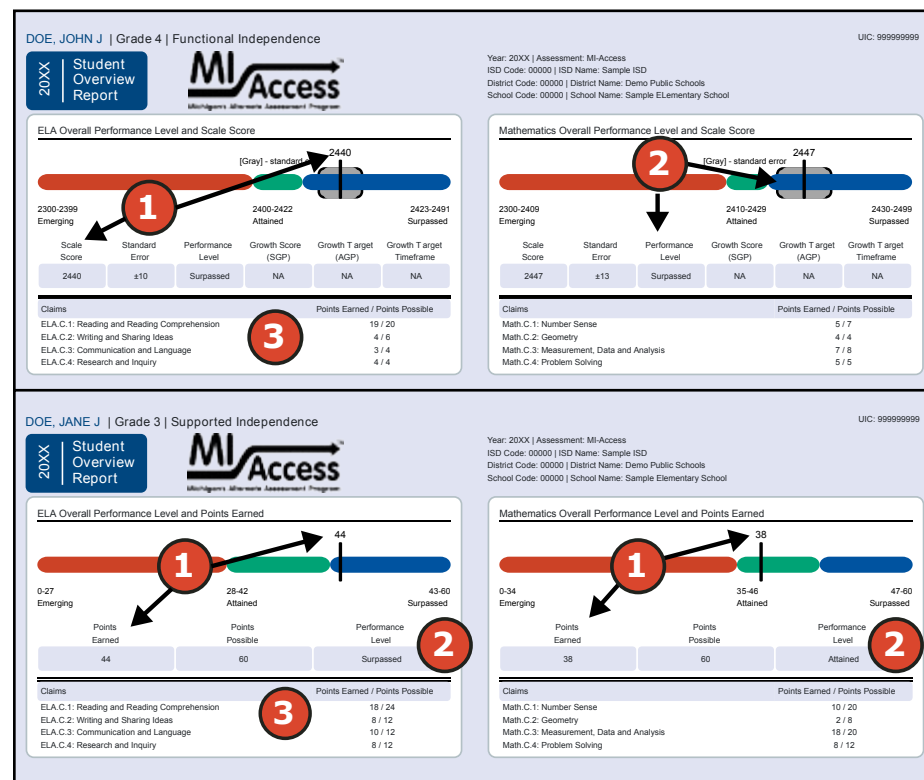 DOE, JOHN J | Grade 4 | Functional Independence
UIC: 999999999
20XX
Student
Overview
Report
MI
Access
Michigan's Alternate Assessment Program
Year: 20XX | Assessment: MI-Access
ISD Code: 00000 | ISD Name: Sample ISD
District Code: 00000 | District Name: Demo Public Schools
School Code: 00000 | School Name: Sample ELementary School
ELA Overall Performance Level and Scale Score
2440
[Gray] - standard
1
2300-2399 2400-2422 2423-2491
Emerging Attained Surpassed
Scale Standard Performance Growth Score Growth T arget Growth T arget
Score Error Level (SGP) (AGP) Timeframe
2440 ±10 Surpassed NA NA NA
Claims Points Earned / Points Possible
ELA.C.1: Reading and Reading Comprehension 19 / 20
ELA.C.2: Writing and Sharing Ideas 4 / 6
ELA.C.3: Communication and Language 3 / 4
ELA.C.4: Research and Inquiry 4 / 4
3
Mathematics Overall Performance Level and Scale Score
2447
[Gray] - standard error
2
2300-2409 2410-2429 2430-2499
Emerging Attained Surpassed
Scale Standard Performance Growth Score Growth T arget Growth T arget
Score Error Level (SGP) (AGP) Timeframe
2447 ±13 Surpassed NA NA NA
Claims Points Earned / Points Possible
Math.C.1: Number Sense 5 / 7
Math.C.2: Geometry 4 / 4
Math.C.3: Measurement, Data and Analysis 7 / 8
Math.C.4: Problem Solving 5 / 5
DOE, JANE J | Grade 3 | Supported Independence
UIC: 999999999
20XX
Student
Overview
Report
MI
Access
Michigan's Alternate Assessment Program
Year: 20XX | Assessment: MI-Access
ISD Code: 00000 | ISD Name: Sample ISD
District Code: 00000 | District Name: Demo Public Schools
School Code: 00000 | School Name: Sample Elementary School
ELA Overall Performance Level and Points Earned
44
1
0-27 28-42 43-60
Emerging Attained Surpassed
Points Points Performance
Earned Possible Level
44 60 Surpassed
2
Claims Points Earned / Points Possible
ELA.C.1: Reading and Reading Comprehension 18 / 24
ELA.C.2: Writing and Sharing Ideas 8 / 12
ELA.C.3: Communication and Language 10 / 12
ELA.C.4: Research and Inquiry 8 / 12
3
Mathematics Overall Performance Level and Points Earned
38
1
0-34 35-46 47-60
Emerging Attained Surpassed
Points Points Performance
Earned Possible Level
38 60 Attained
2
Claims Points Earned / Points Possible
Math.C.1: Number Sense 10 / 20
Math.C.2: Geometry 2 / 8
Math.C.3: Measurement, Data and Analysis 18 / 20
Math.C.4: Problem Solving 8 / 12